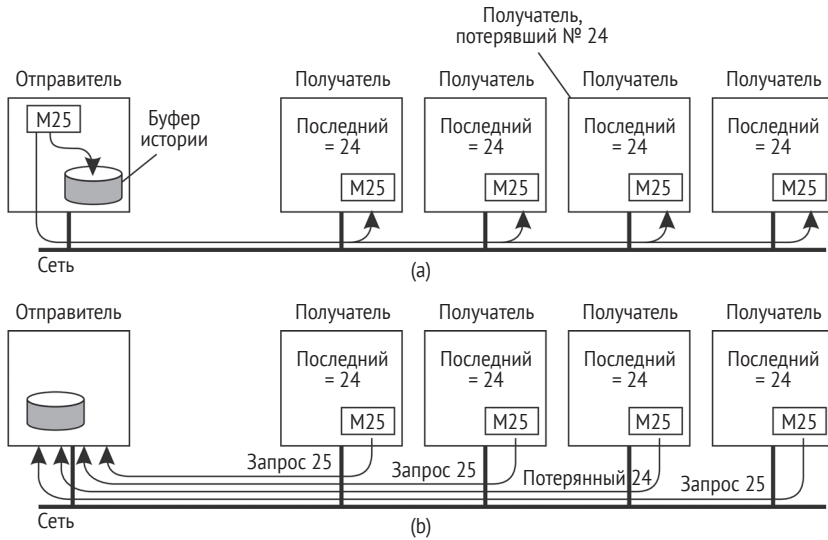 Получатель,
потерявший № 24
Отправитель
Получатель
Получатель
Получатель
Получатель
M25
Буфер
истории
Последний
= 24
M25
Последний
= 24
M25
Последний
= 24
M25
Последний
= 24
M25
Сеть
(a)
Отправитель
Получатель
Получатель
Получатель
Получатель
Последний
= 24
M25
Последний
= 24
M25
Последний
= 24
M25
Последний
= 24
M25
Запрос 25
Запрос 25
Потерянный 24
Запрос 25
Сеть
(b)